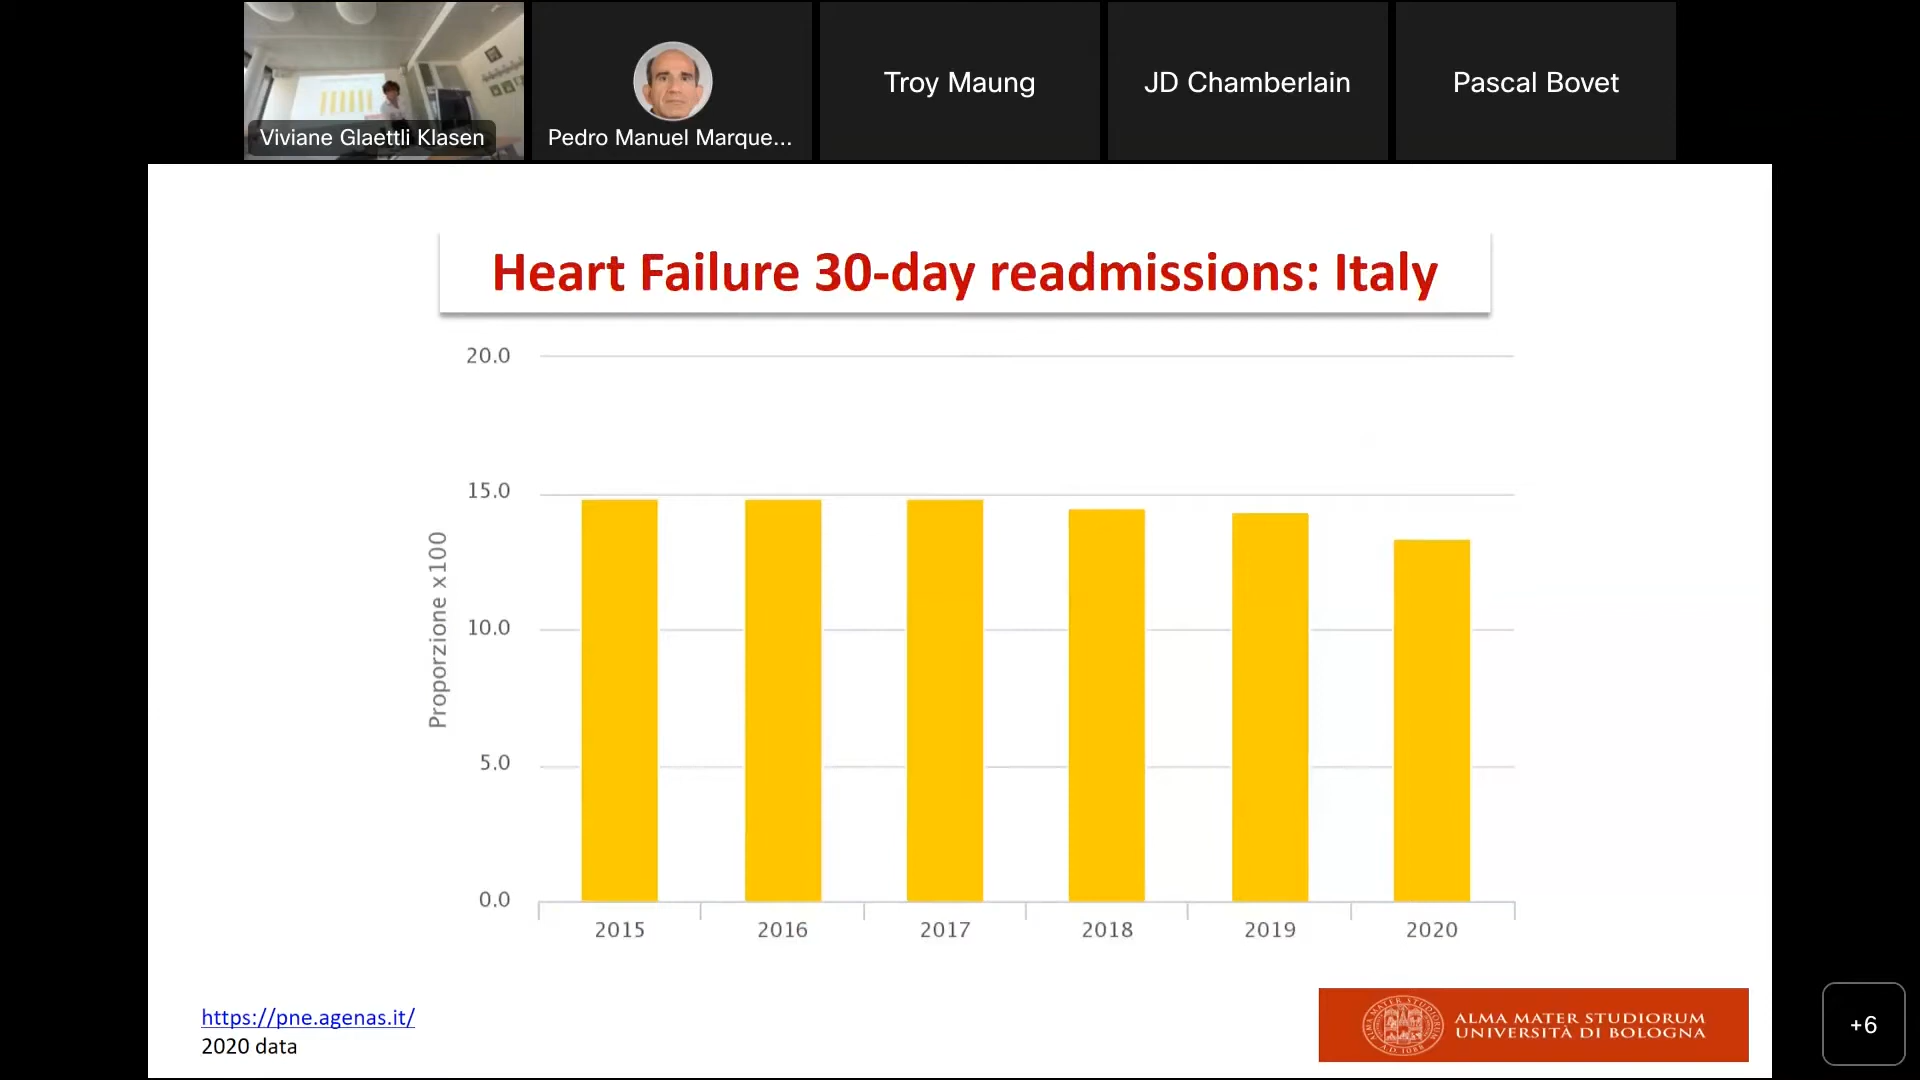 Viviane Glaettli Klasen
Pedro Manuel Marque...
Troy Maung
JD Chamberlain
Pascal Bovet
Heart Failure 30-day readmissions: Italy
20.0
15.0
10.0
5.0
0.0
Proporzione x100
2015 2016 2017 2018 2019 2020
https://pne.agenas.it/
2020 data
ALMA MATER STUDIORUM
UNIVERSITÀ DI BOLOGNA
+6